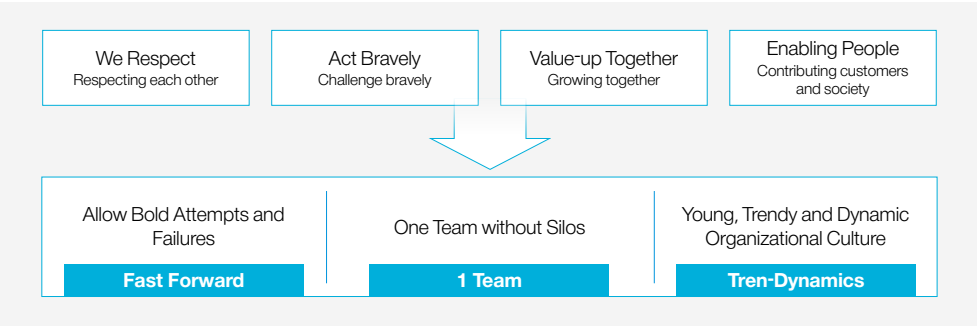 We Respect
Respecting each other
Act Bravely
Challenge bravely
Value-up Together
Growing together
Enabling People
Contributing customers
and society
Allow Bold Attempts and
Failures
Fast Forward
One Team without Silos
1 Team
Young, Trendy and Dynamic
Organizational Culture
Tren-Dynamics